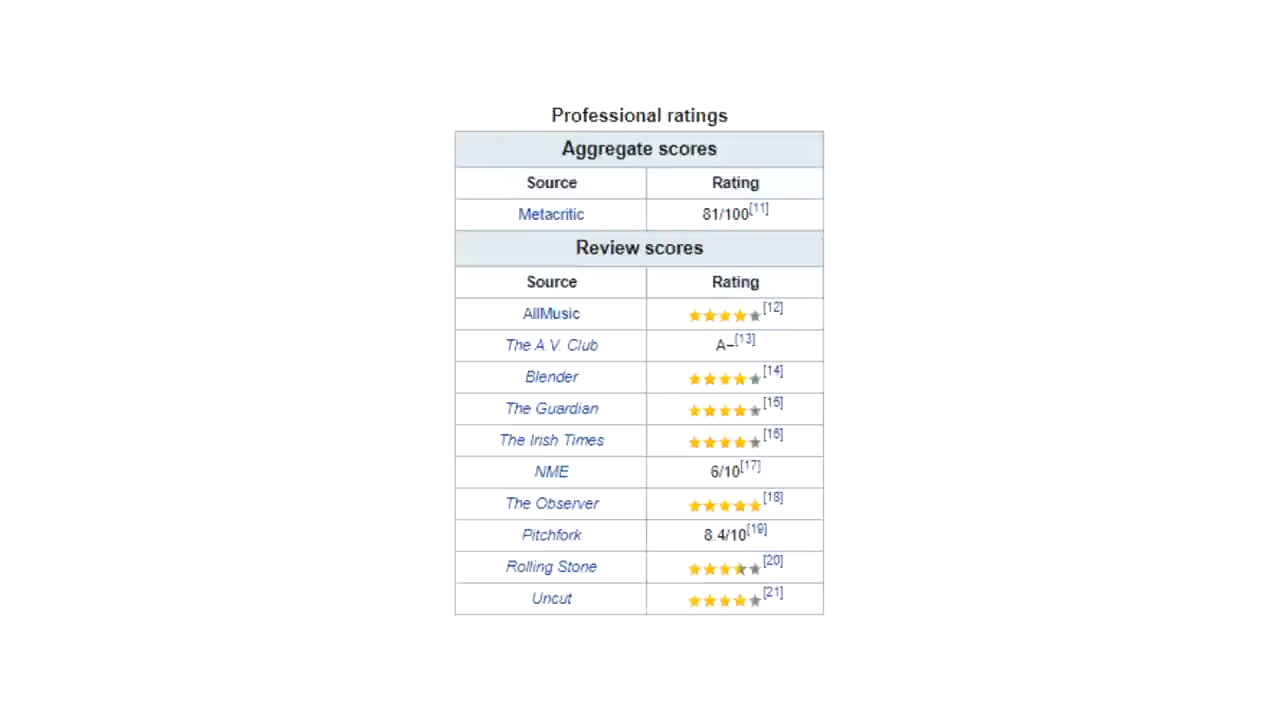 Professional ratings
Aggregate scores
Source Rating
Metacritic 81/100[11]
Review scores
Source Rating
AllMusic [12]
The A.V. Club A−[13]
Blender [14]
The Guardian [15]
The Irish Times [16]
NME 6/10[17]
The Observer [18]
Pitchfork 8.4/10[19]
Rolling Stone [20]
Uncut [21]